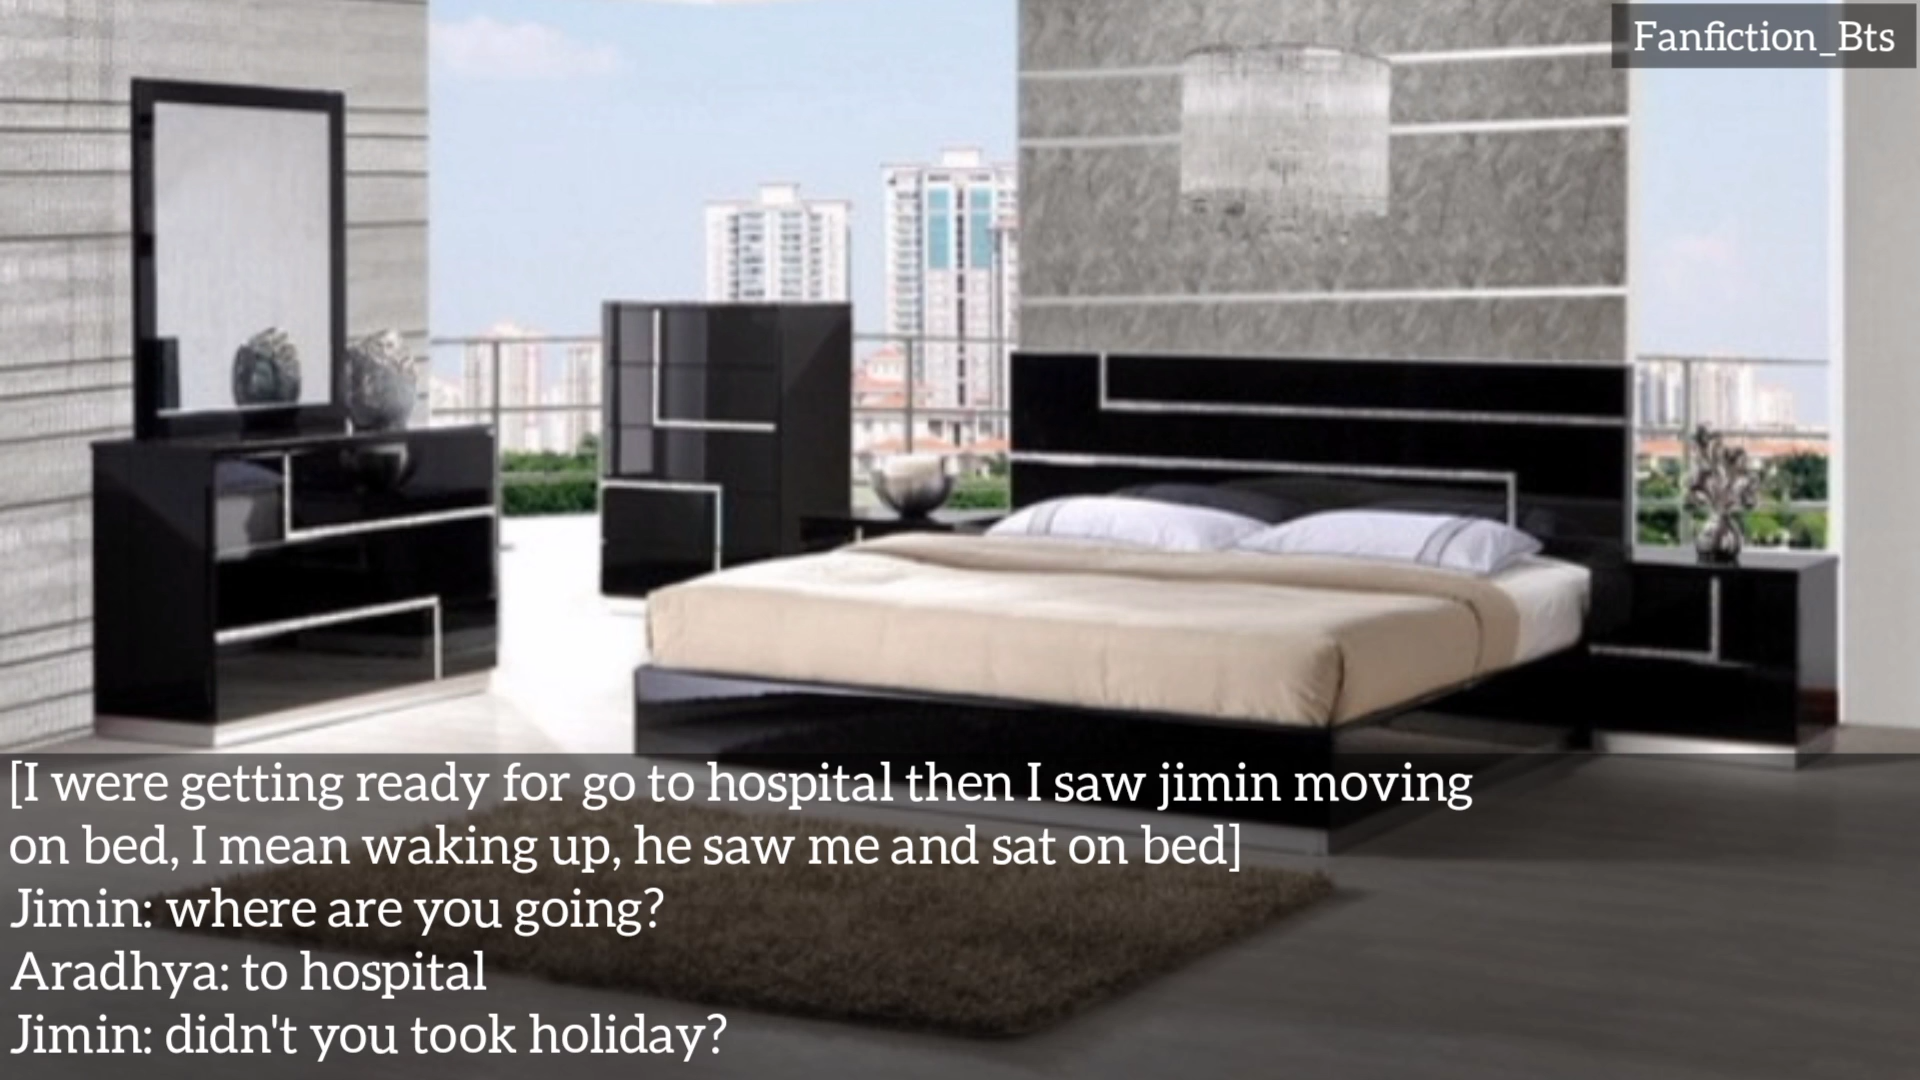 Fanfiction_Bts
[I were getting ready for go to hospital then I saw jimin moving
on bed, I mean waking up, he saw me and sat on bed]
Jimin: where are you going?
Aradhya: to hospital
Jimin: didn't you took holiday?